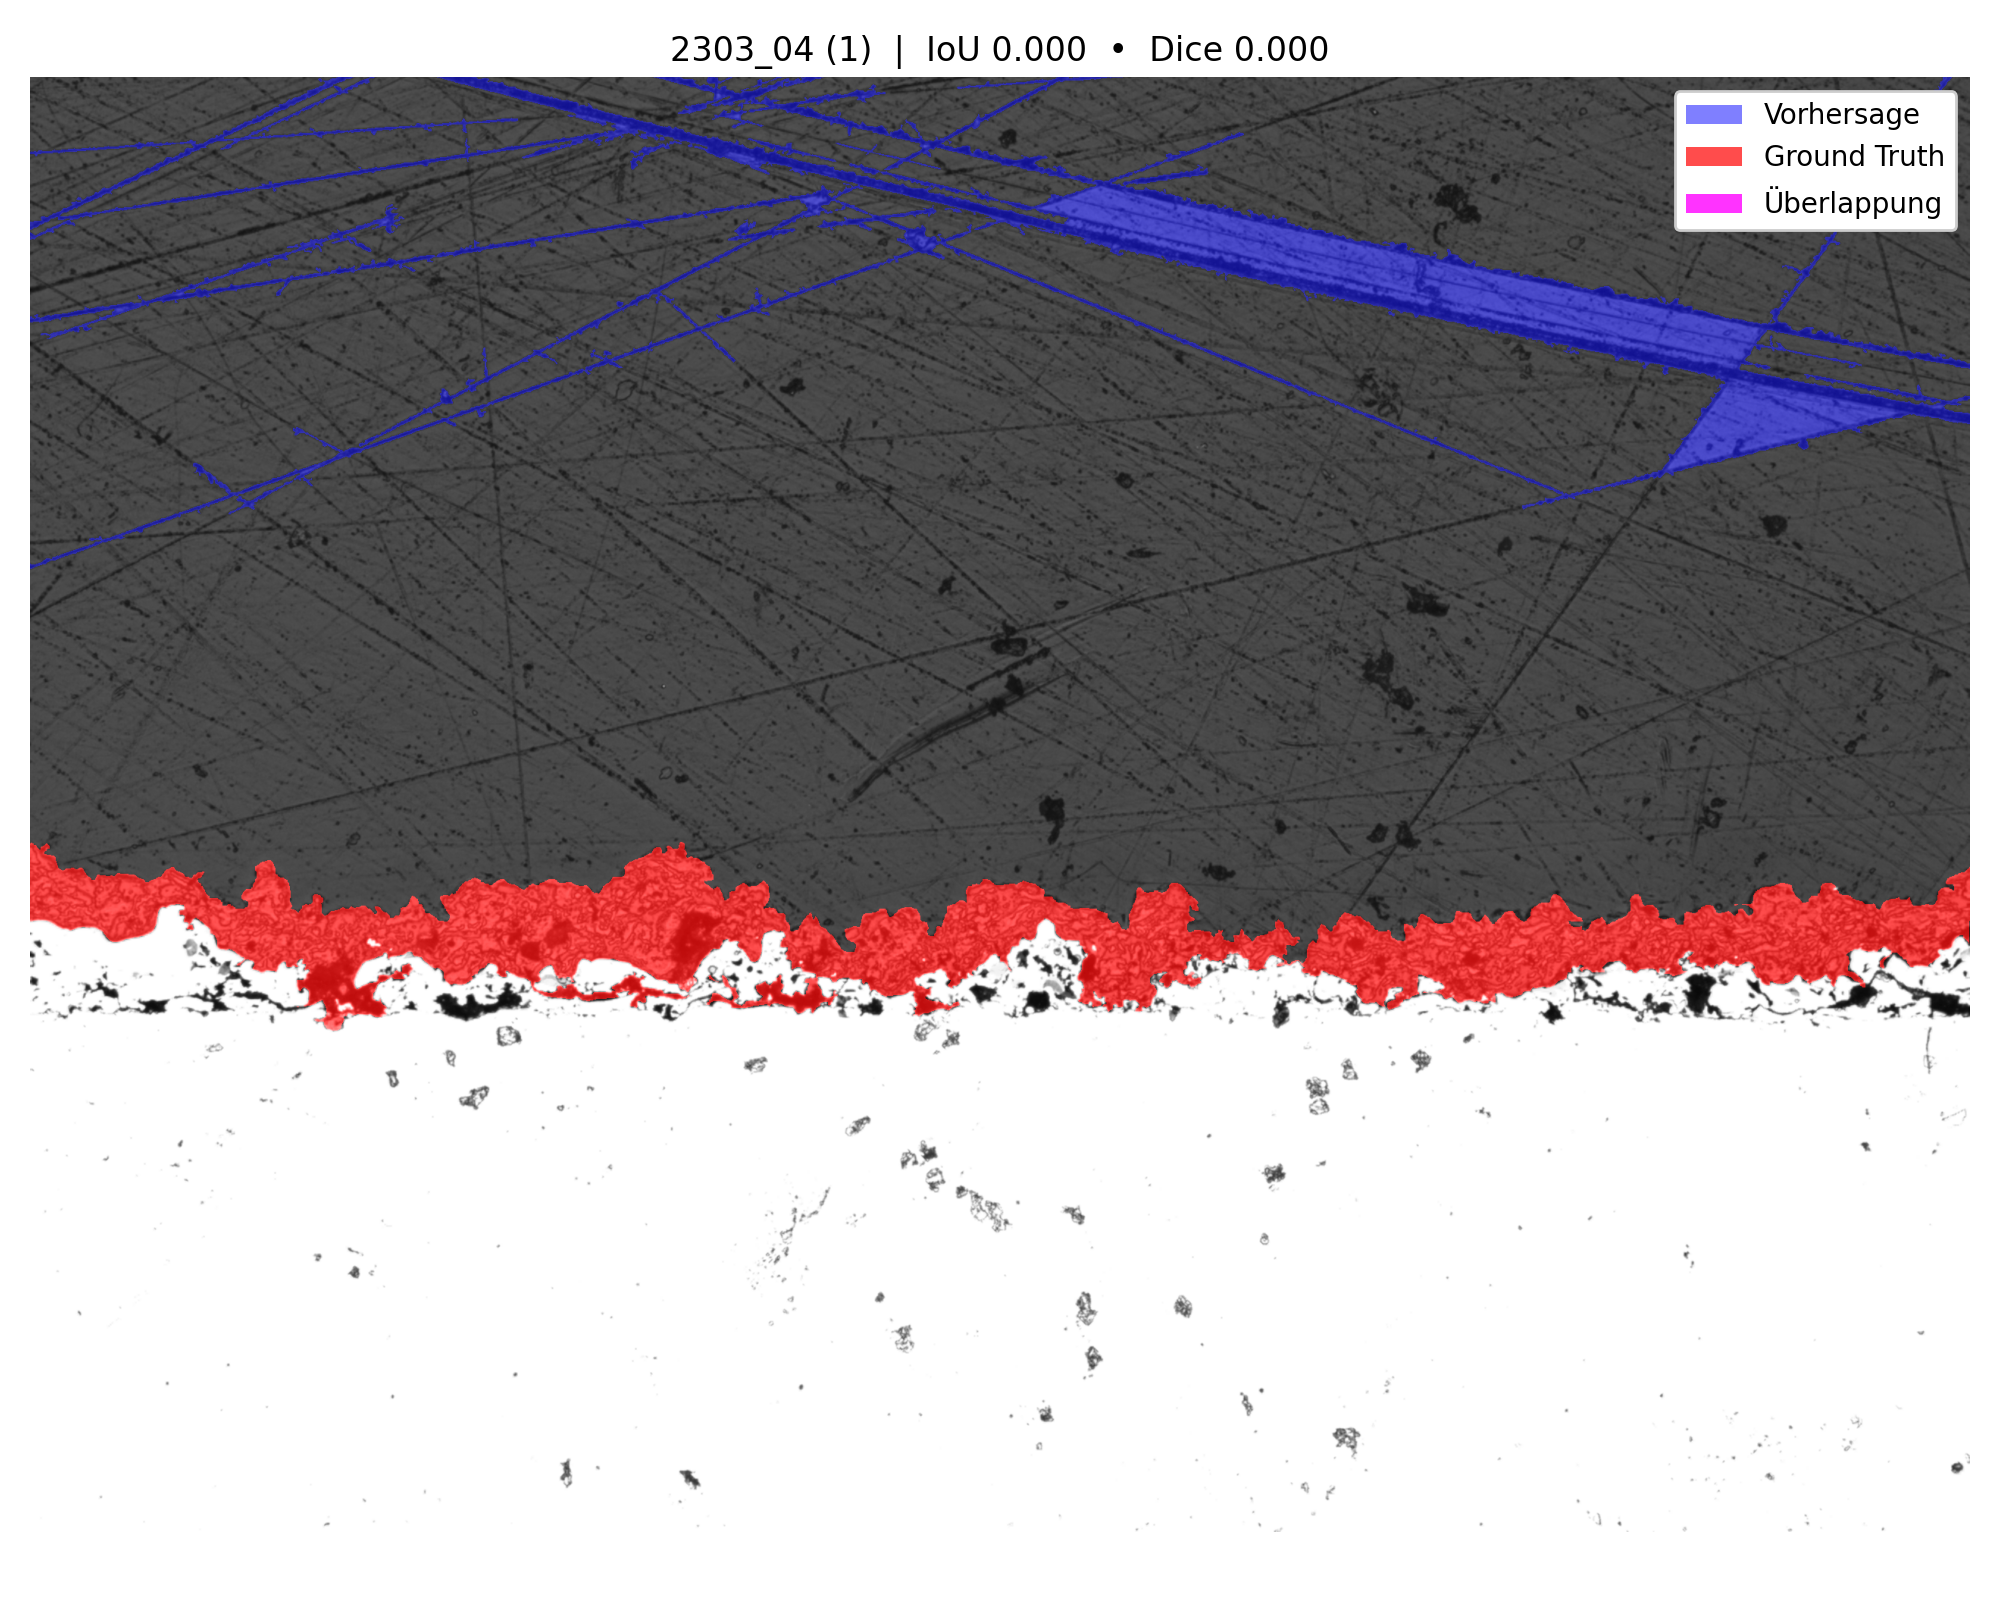 2303_04 (1) | IoU 0.000 • Dice 0.000
Vorhersage
Ground Truth
Überlappung